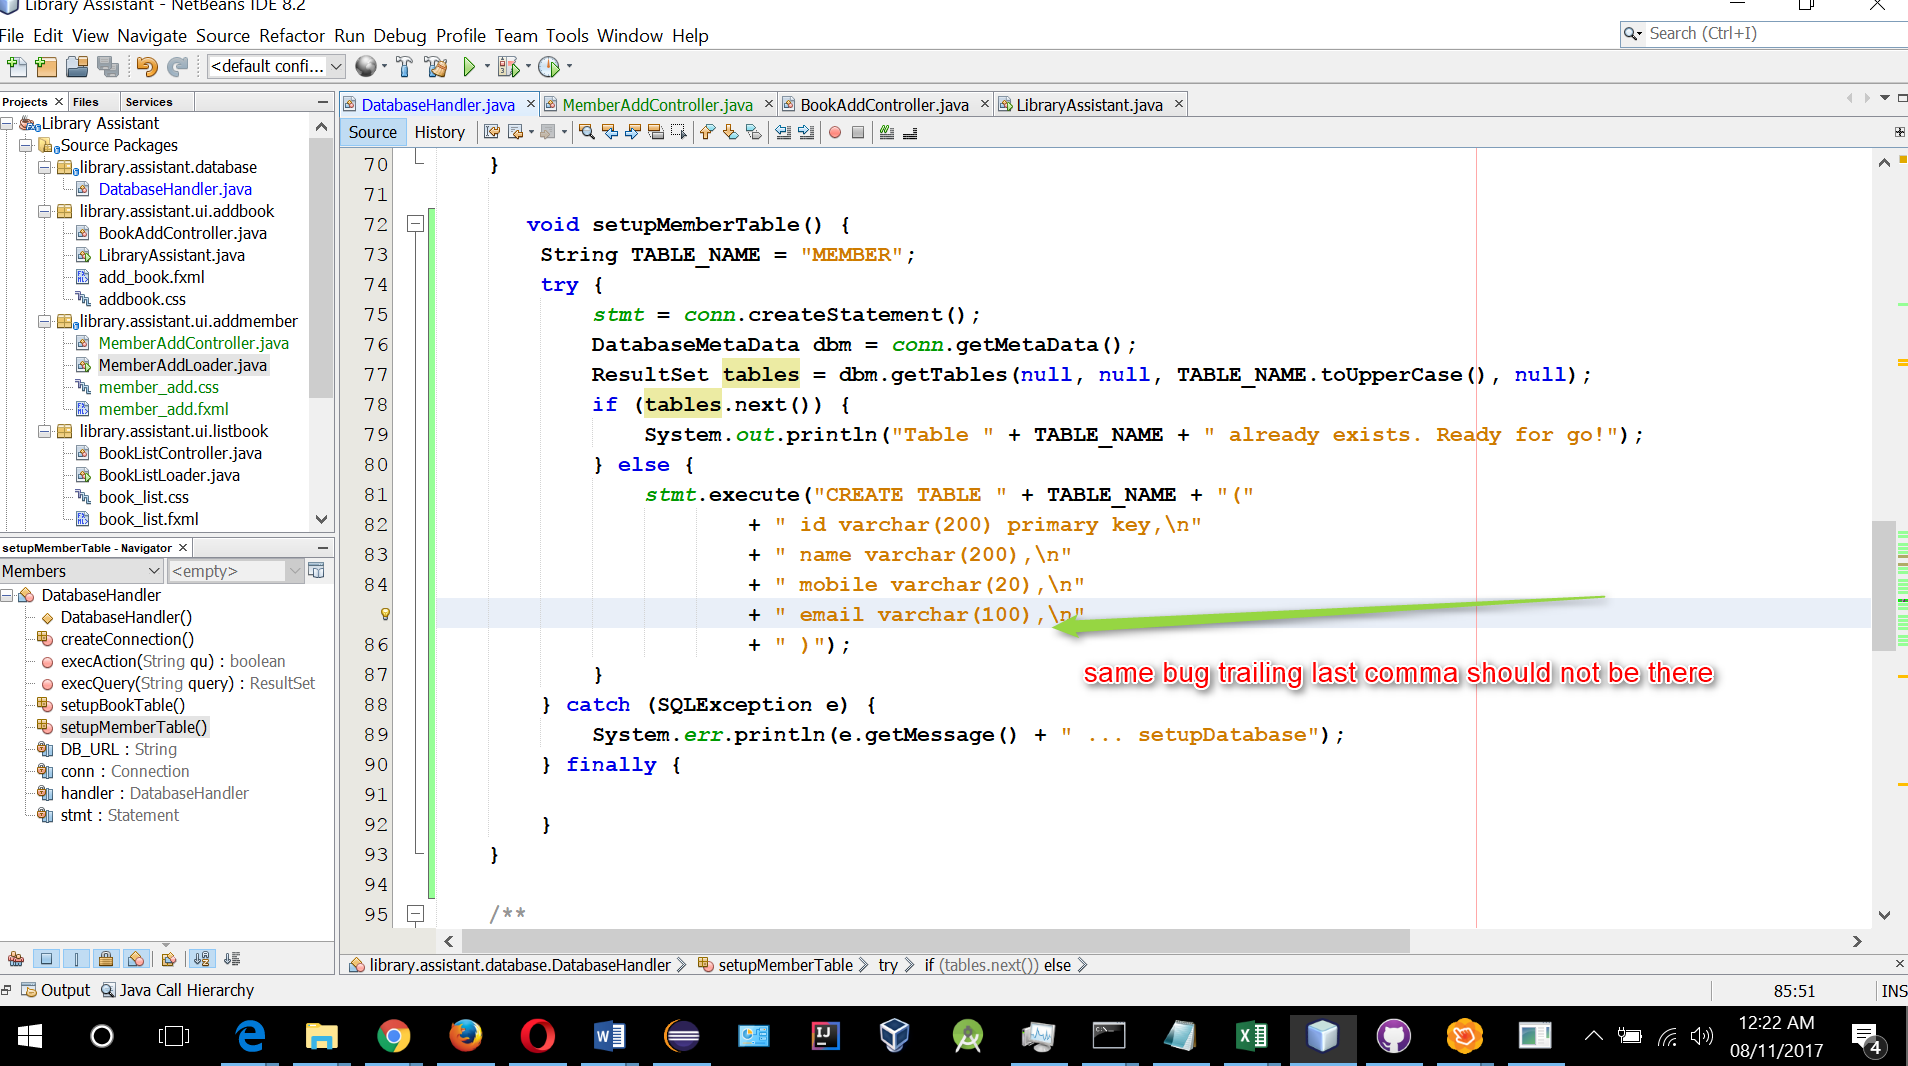 Library Assistant - NetBeans IDE 8.2
File Edit View Navigate Source Refactor Run Debug Profile Team Tools Window Help
Search (Ctrl+I)
<default confi...
Projects Files Services
Library Assistant
Source Packages
library.assistant.database
DatabaseHandler.java
library.assistant.ui.addbook
BookAddController.java
LibraryAssistant.java
add_book.fxml
addbook.css
library.assistant.ui.addmember
MemberAddController.java
MemberAddLoader.java
member_add.css
member_add.fxml
library.assistant.ui.listbook
BookListController.java
BookListLoader.java
book_list.css
book_list.fxml
setupMemberTable - Navigator
Members <empty>
DatabaseHandler
DatabaseHandler()
createConnection()
execAction(String qu) : boolean
execQuery(String query) : ResultSet
setupBookTable()
setupMemberTable()
DB_URL : String
conn : Connection
handler : DatabaseHandler
stmt : Statement
DatabaseHandler.java MemberAddController.java BookAddController.java LibraryAssistant.java
Source History
70 }
71
72 void setupMemberTable() {
73 String TABLE_NAME = "MEMBER";
74 try {
75 stmt = conn.createStatement();
76 DatabaseMetaData dbm = conn.getMetaData();
77 ResultSet tables = dbm.getTables(null, null, TABLE_NAME.toUpperCase(), null);
78 if (tables.next()) {
79 System.out.println("Table " + TABLE_NAME + " already exists. Ready for go!");
80 } else {
81 stmt.execute("CREATE TABLE " + TABLE_NAME + "("
82 + " id varchar(200) primary key,\n"
83 + " name varchar(200),\n"
84 + " mobile varchar(20),\n"
+ " email varchar(100),\n"
86 + " )");
same bug trailing last comma should not be there
87 }
88 } catch (SQLException e) {
89 System.err.println(e.getMessage() + " ... setupDatabase");
90 } finally {
91
92 }
93 }
94
95 /**
library.assistant.database.DatabaseHandler setupMemberTable try if (tables.next()) else
Output Java Call Hierarchy
85:51 INS
12:22 AM
08/11/2017
4